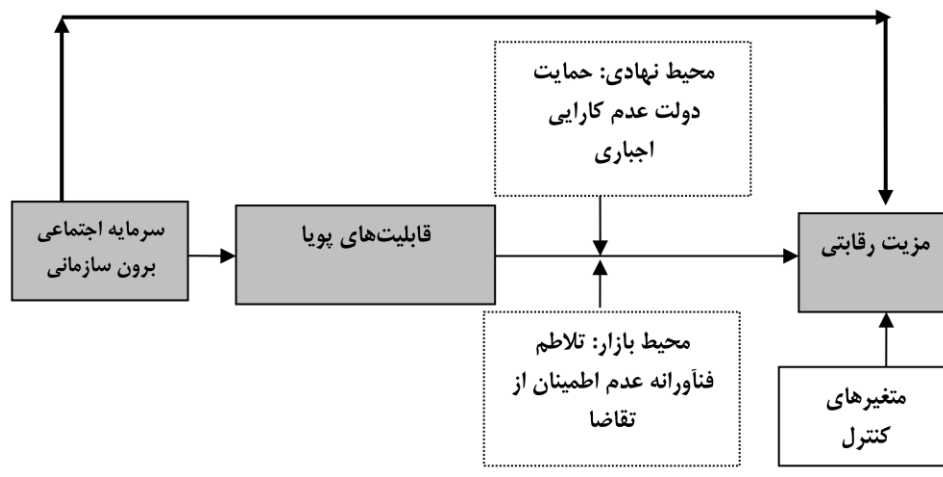 محیط نهادی: حمایت
دولت عدم کارایی
اجباری
سرمایه اجتماعی
برون سازمانی
قابلیت‌های پویا
مزیت رقابتی
محیط بازار: تلاطم
فنآورانه عدم اطمینان از
تقاضا
متغیرهای
کنترل